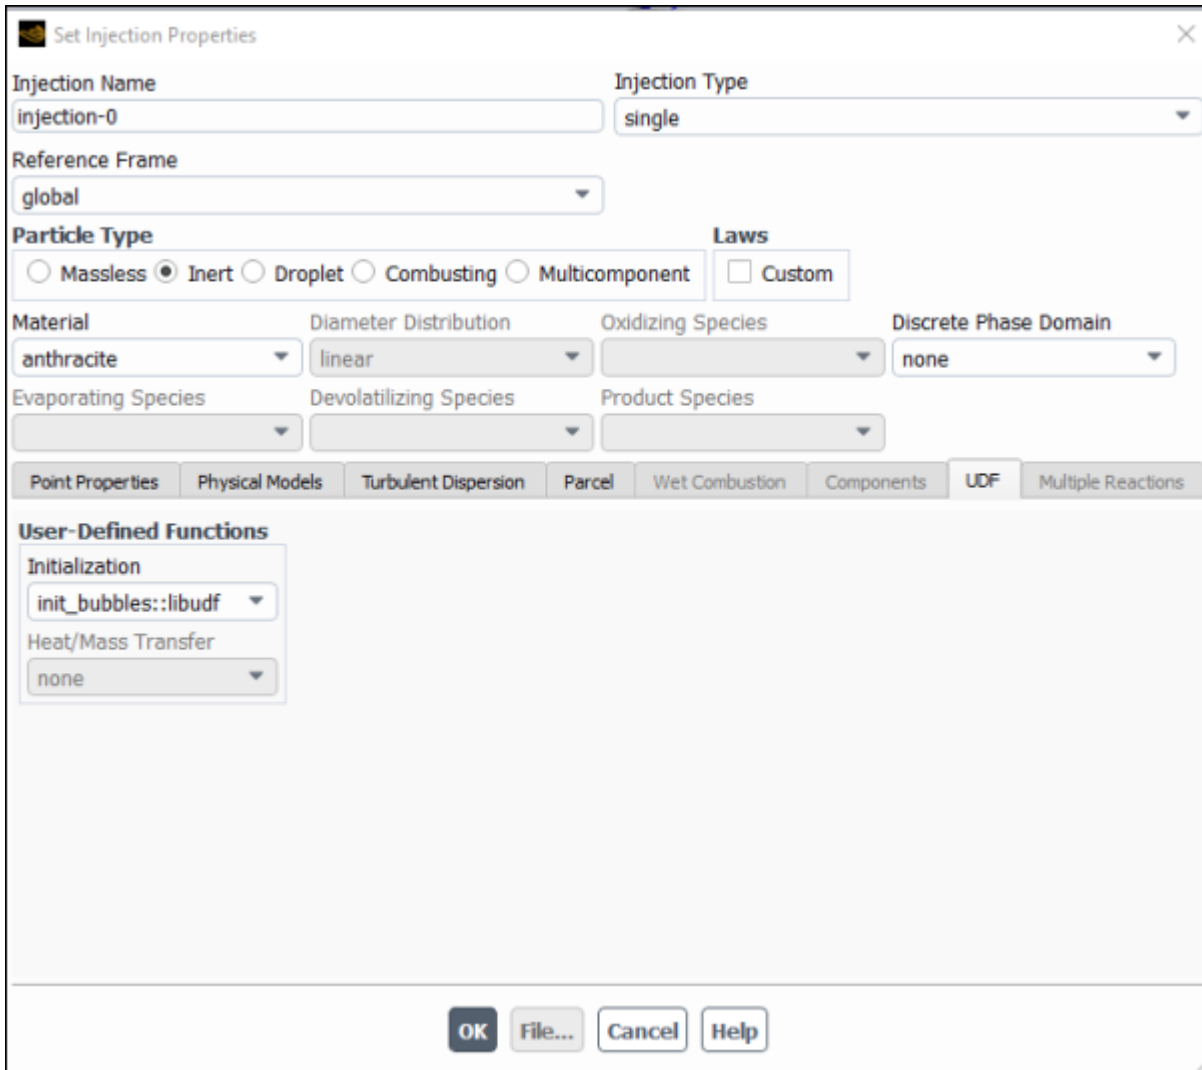 Set Injection Properties
Injection Name Injection Type
injection-0 single
Reference Frame
global
Particle Type Laws
Massless Inert Droplet Combusting Multicomponent Custom
Material Diameter Distribution Oxidizing Species Discrete Phase Domain
anthracite linear none
Evaporating Species Devolatilizing Species Product Species
Point Properties Physical Models Turbulent Dispersion Parcel Wet Combustion Components UDF Multiple Reactions
User-Defined Functions
Initialization
init_bubbles::libudf
Heat/Mass Transfer
none
OK File... Cancel Help